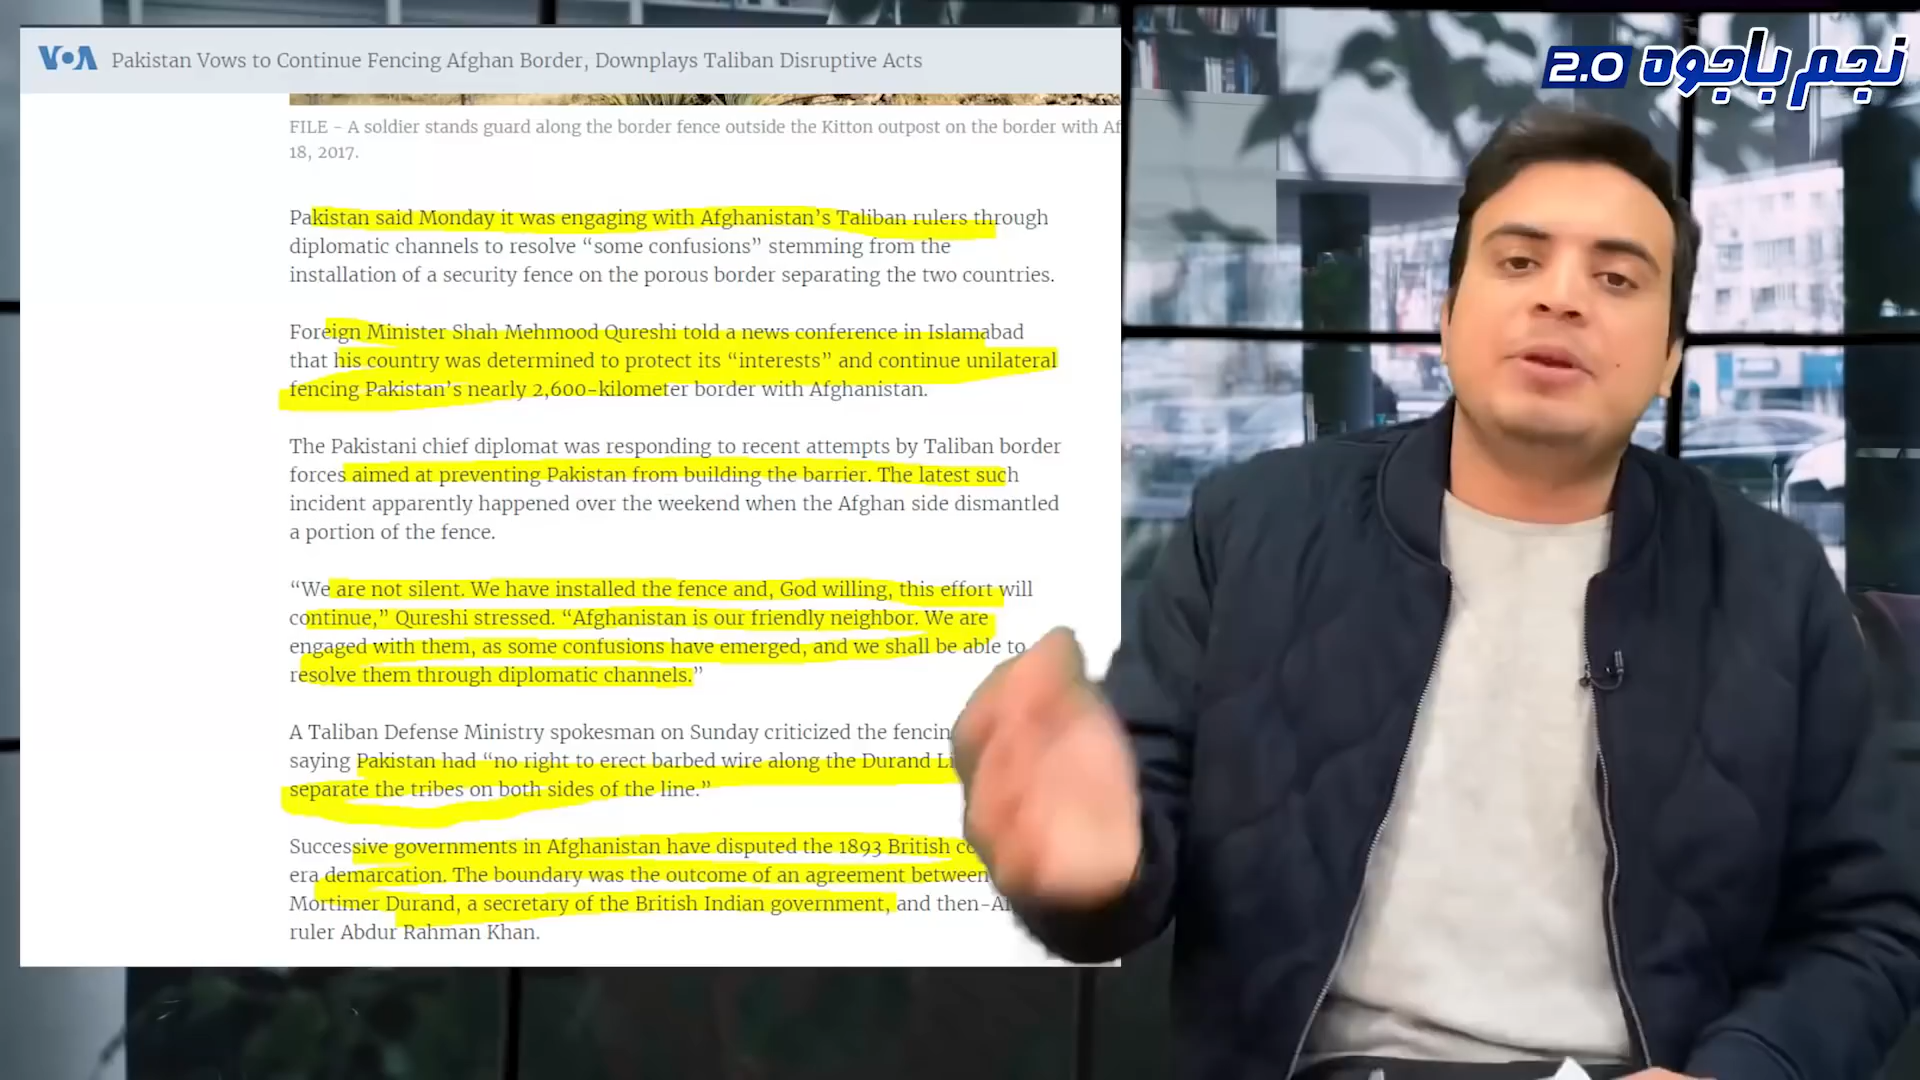 VOA Pakistan Vows to Continue Fencing Afghan Border, Downplays Taliban Disruptive Acts
نجم باجوہ 2.0
FILE - A soldier stands guard along the border fence outside the Kitton outpost on the border with Af
18, 2017.
Pakistan said Monday it was engaging with Afghanistan's Taliban rulers through
diplomatic channels to resolve “some confusions” stemming from the
installation of a security fence on the porous border separating the two countries.
Foreign Minister Shah Mehmood Qureshi told a news conference in Islamabad
that his country was determined to protect its “interests” and continue unilateral
fencing Pakistan's nearly 2,600-kilometer border with Afghanistan.
The Pakistani chief diplomat was responding to recent attempts by Taliban border
forces aimed at preventing Pakistan from building the barrier. The latest such
incident apparently happened over the weekend when the Afghan side dismantled
a portion of the fence.
“We are not silent. We have installed the fence and, God willing, this effort will
continue,” Qureshi stressed. “Afghanistan is our friendly neighbor. We are
engaged with them, as some confusions have emerged, and we shall be able to
resolve them through diplomatic channels.”
A Taliban Defense Ministry spokesman on Sunday criticized the fencin
saying Pakistan had “no right to erect barbed wire along the Durand Li
separate the tribes on both sides of the line.”
Successive governments in Afghanistan have disputed the 1893 British co
era demarcation. The boundary was the outcome of an agreement between
Mortimer Durand, a secretary of the British Indian government, and then-Af
ruler Abdur Rahman Khan.